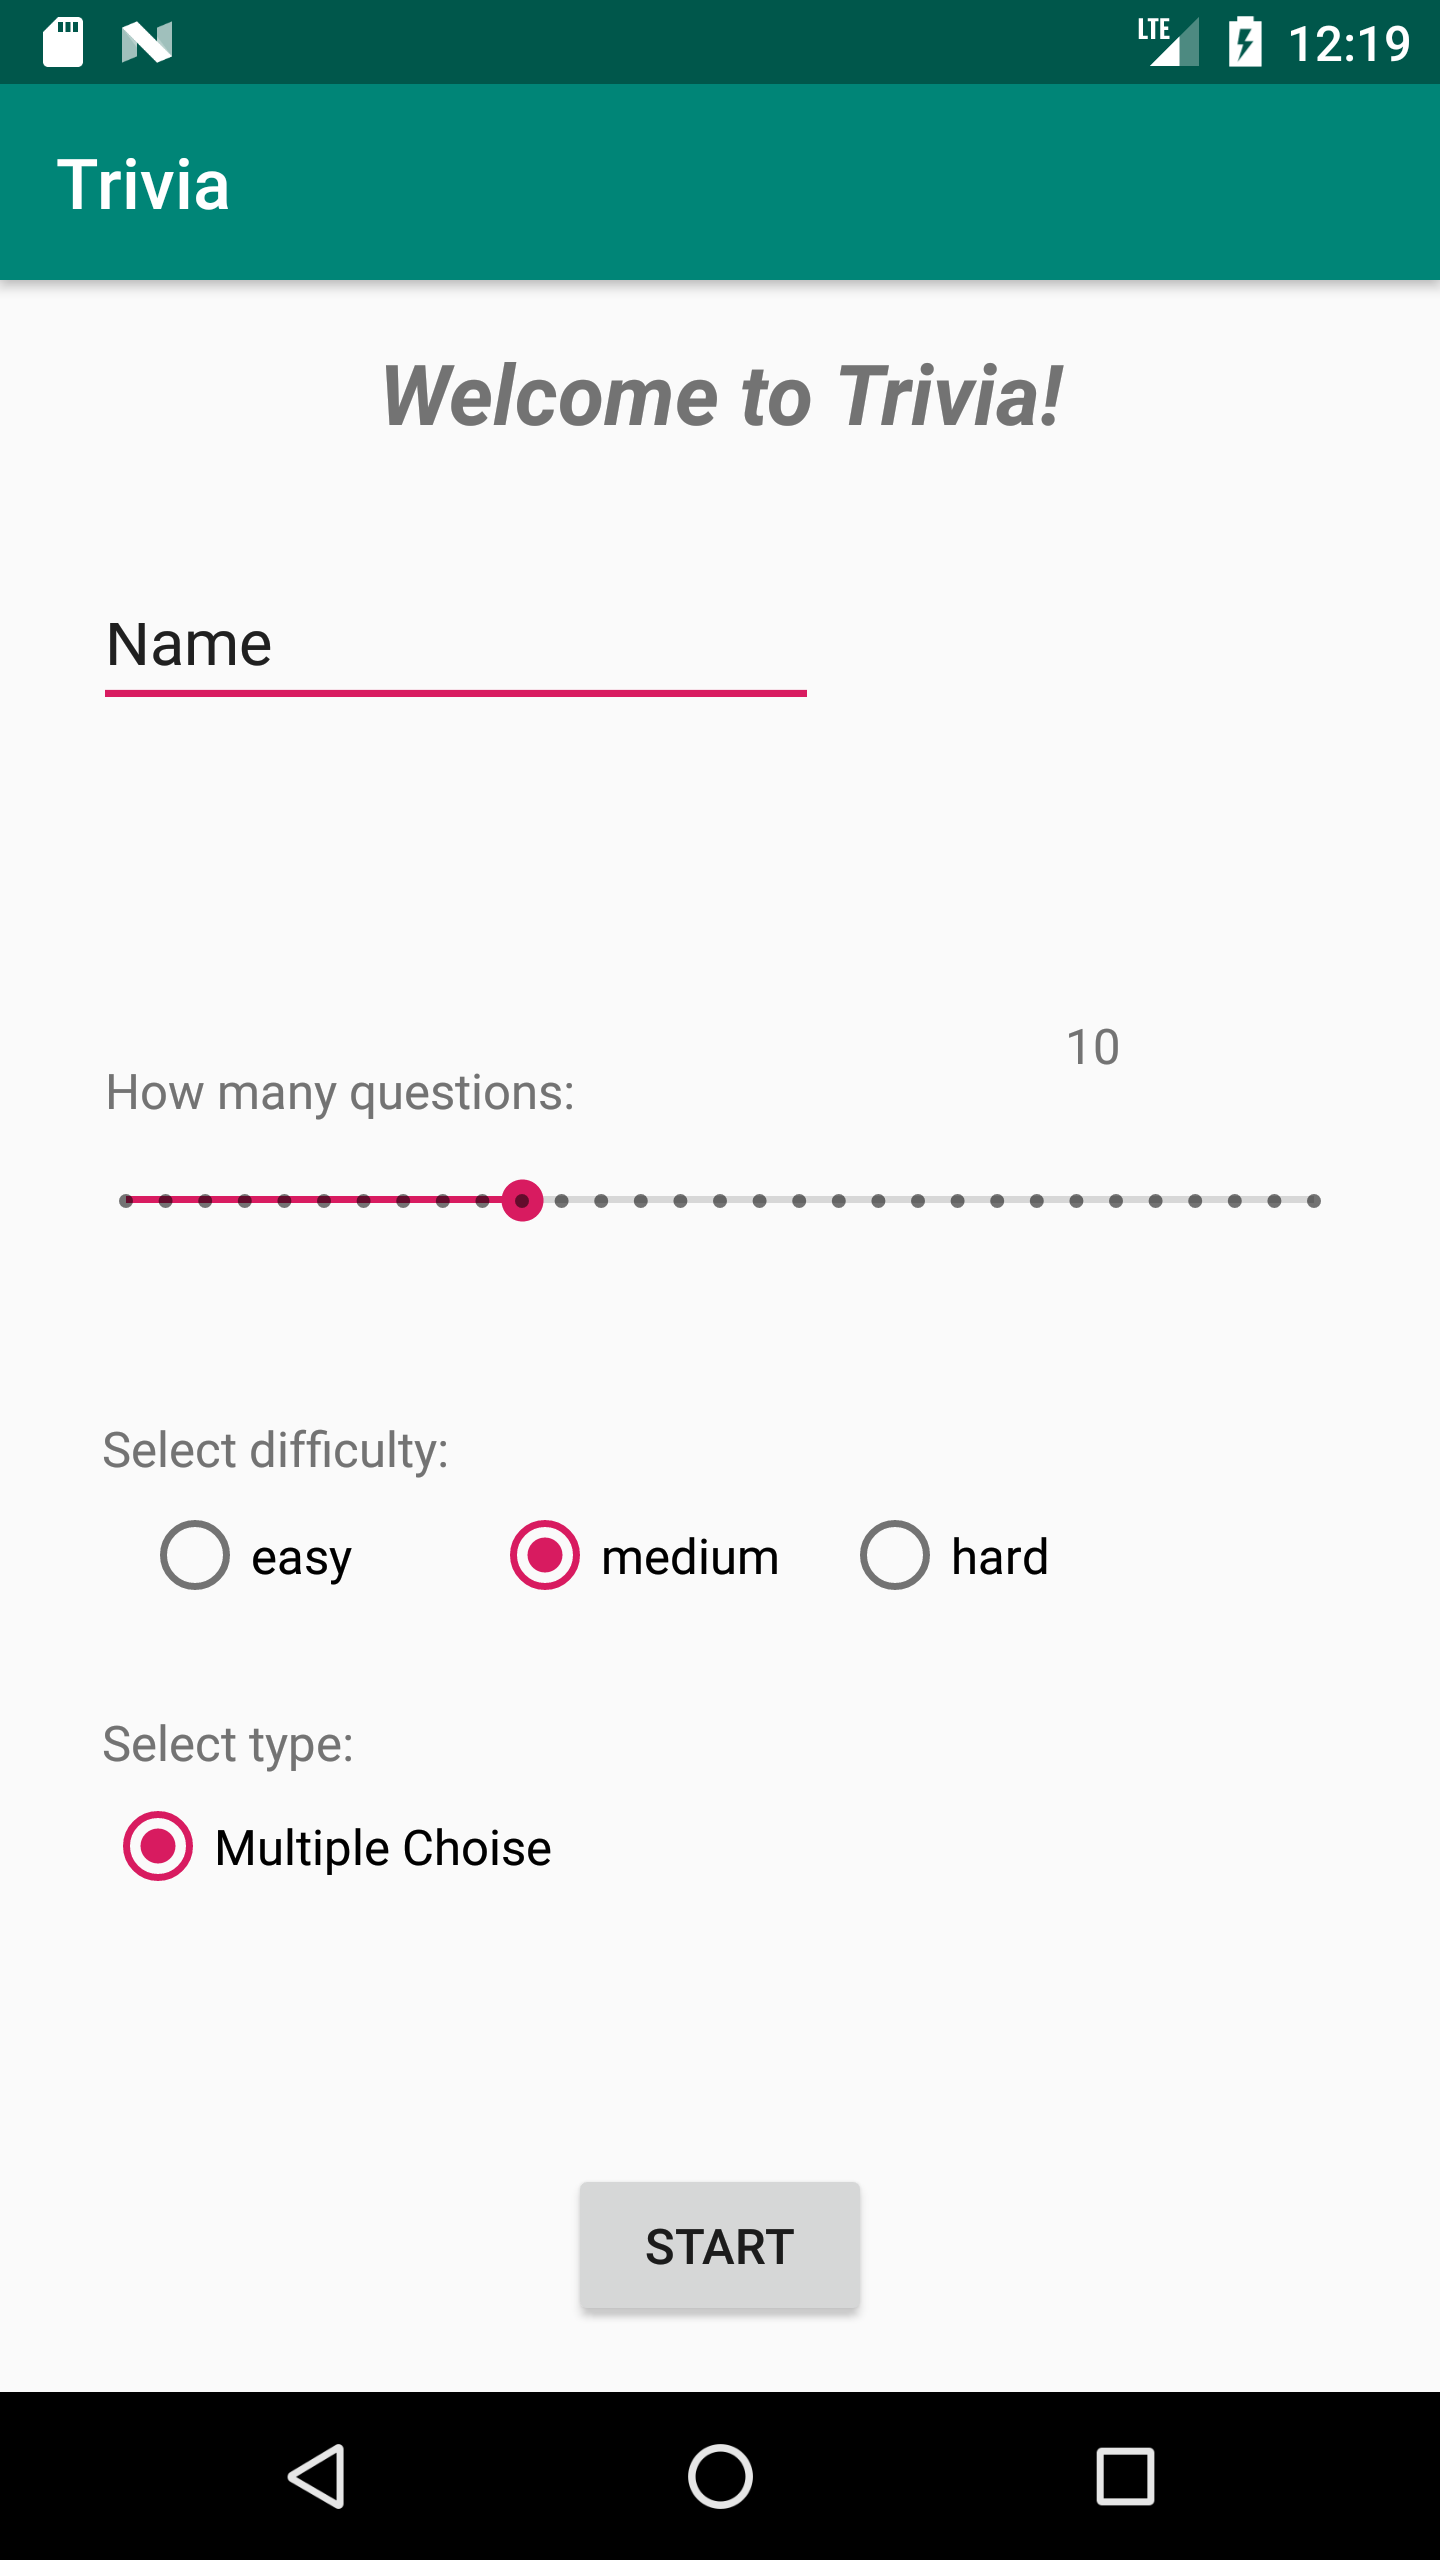 LTE 12:19
Trivia
Welcome to Trivia!
Name
10
How many questions:
Select difficulty:
easy medium hard
Select type:
Multiple Choise
START